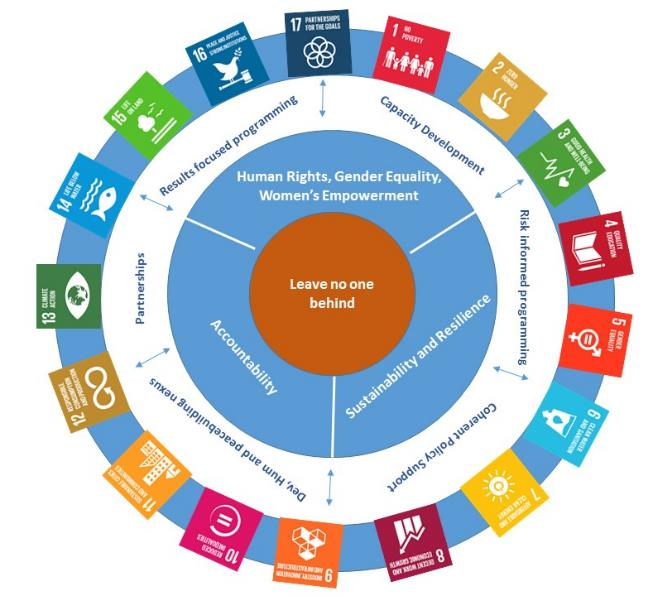 17 PARTNERSHIPS
FOR THE GOALS
1 NO
POVERTY
2 ZERO
HUNGER
3 GOOD HEALTH
AND WELL-BEING
4 QUALITY
EDUCATION
5 GENDER
EQUALITY
6 CLEAN WATER
AND SANITATION
7 AFFORDABLE AND
CLEAN ENERGY
8 DECENT WORK AND
ECONOMIC GROWTH
9 INDUSTRY, INNOVATION
AND INFRASTRUCTURE
10 REDUCED
INEQUALITIES
11 SUSTAINABLE CITIES
AND COMMUNITIES
12 RESPONSIBLE
CONSUMPTION
AND PRODUCTION
13 CLIMATE
ACTION
14 LIFE BELOW
WATER
15 LIFE
ON LAND
16 PEACE AND JUSTICE
STRONG INSTITUTIONS
Capacity Development
Risk informed programming
Coherent Policy Support
Dev, Hum and peacebuilding nexus
Partnerships
Results focused programming
Human Rights, Gender Equality,
Women's Empowerment
Sustainability and Resilience
Accountability
Leave no one
behind